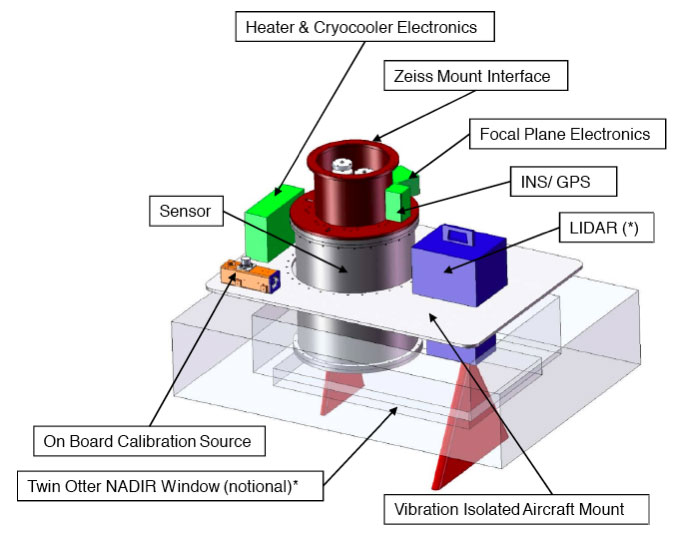 Heater & Cryocooler Electronics
Zeiss Mount Interface
Focal Plane Electronics
INS/ GPS
Sensor
LIDAR (*)
On Board Calibration Source
Twin Otter NADIR Window (notional)*
Vibration Isolated Aircraft Mount